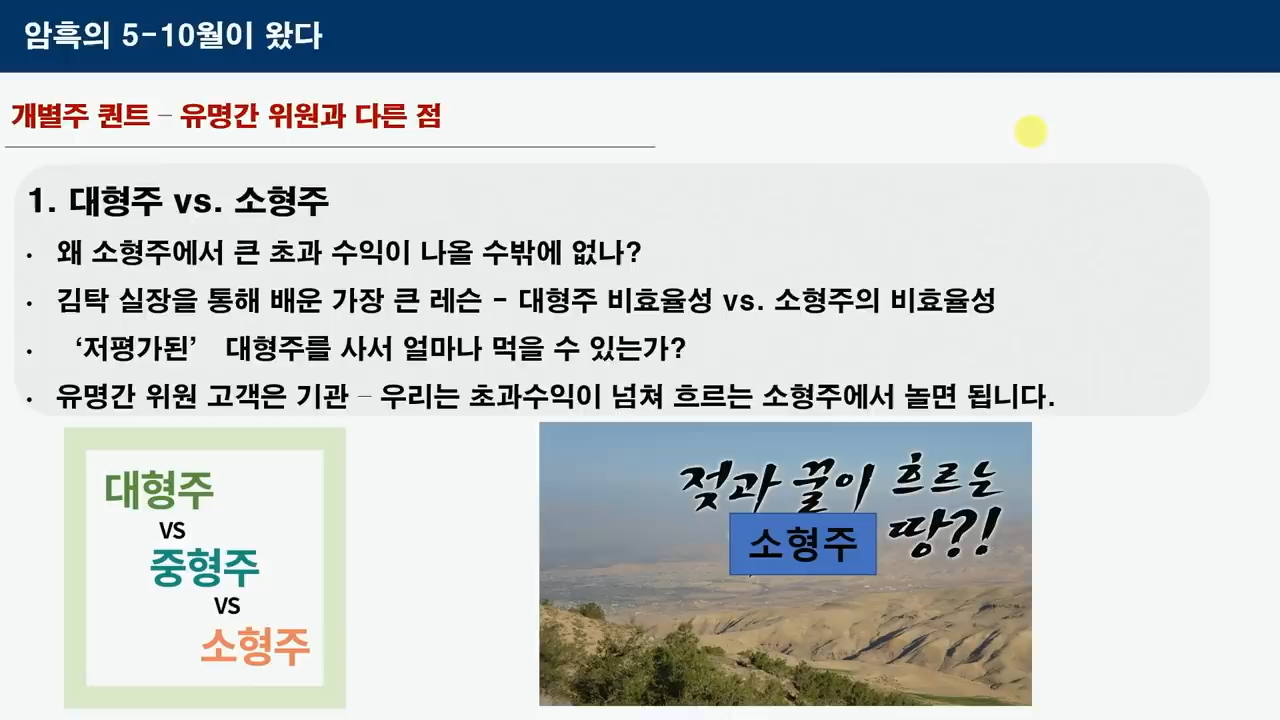 암흑의 5-10월이 왔다
개별주 퀀트 – 유명간 위원과 다른 점
1. 대형주 vs. 소형주
• 왜 소형주에서 큰 초과 수익이 나올 수밖에 없나?
• 김탁 실장을 통해 배운 가장 큰 레슨 - 대형주 비효율성 vs. 소형주의 비효율성
• ‘저평가된’ 대형주를 사서 얼마나 먹을 수 있는가?
• 유명간 위원 고객은 기관 – 우리는 초과수익이 넘쳐 흐르는 소형주에서 놀면 됩니다.
대형주
VS
중형주
VS
소형주
젖과 꿀이 흐르는
소형주 땅?!